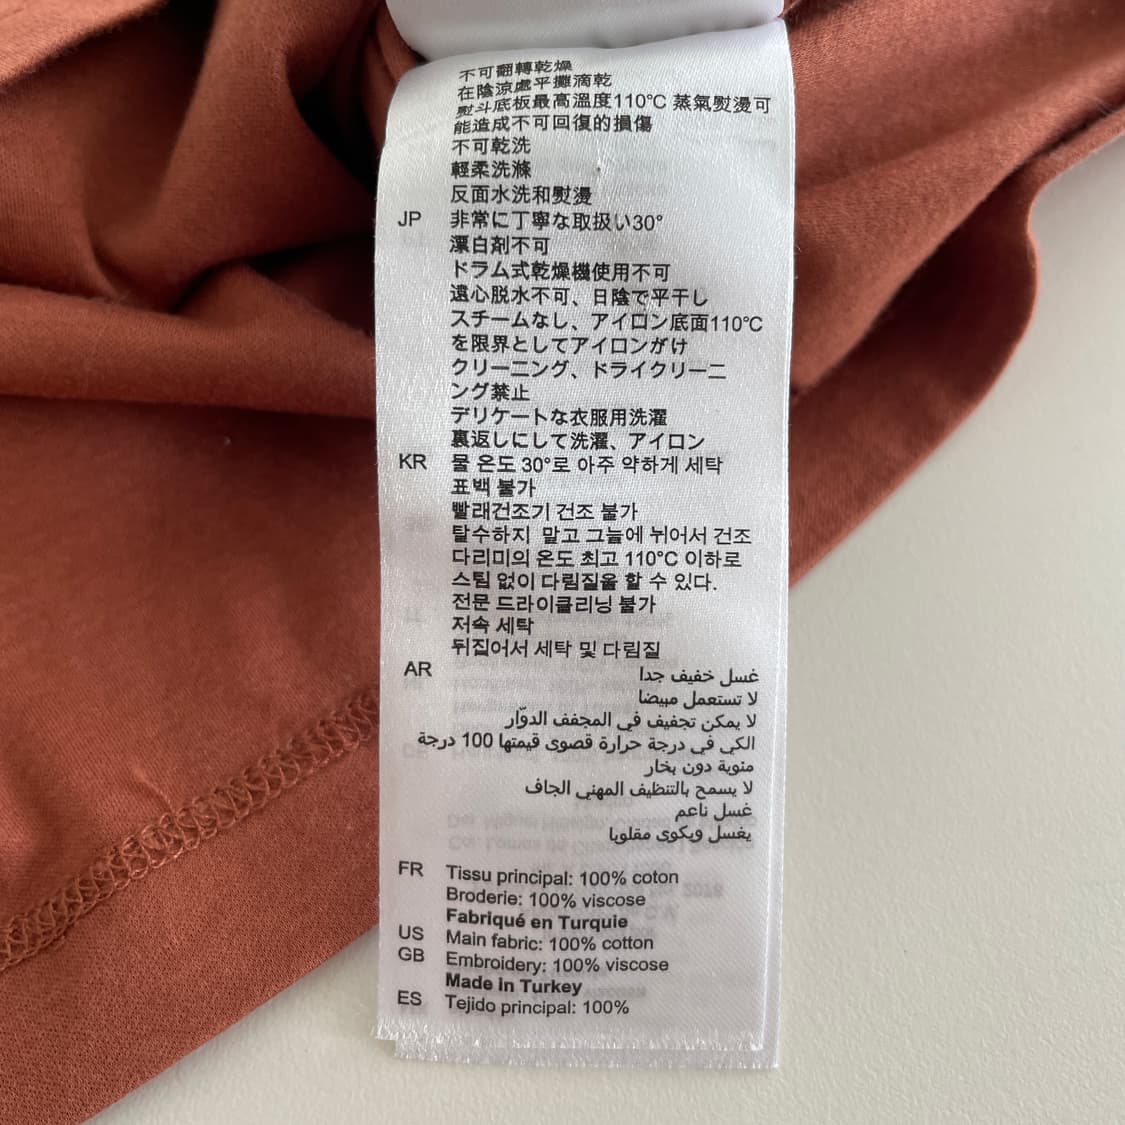 不可翻轉乾燥
在陰涼處平攤滴乾
熨斗底板最高溫度110°C 蒸氣熨燙可
能造成不可回復的損傷
不可乾洗
輕柔洗滌
反面水洗和熨燙
JP 非常に丁寧な取扱い30°
漂白剤不可
ドラム式乾燥機使用不可
遠心脱水不可、日陰で平干し
スチームなし、アイロン底面110°C
を限界としてアイロンがけ
クリーニング、ドライクリーニ
ング禁止
デリケートな衣服用洗濯
裏返しにして洗濯、アイロン
KR 물 온도 30°로 아주 약하게 세탁
표백 불가
빨래건조기 건조 불가
탈수하지 말고 그늘에 뉘어서 건조
다리미의 온도 최고 110°C 이하로
스팀 없이 다림질을 할 수 있다.
전문 드라이클리닝 불가
저속 세탁
뒤집어서 세탁 및 다림질
AR غسل خفيف جدا
لا تستعمل مبيضا
لا يمكن تجفيف في المجفف الدوّار
الكي في درجة حرارة قصوى قيمتها 100 درجة
مئوية دون بخار
لا يسمح بالتنظيف المهني الجاف
غسل ناعم
يغسل ويكوى مقلوبا
FR Tissu principal: 100% coton
Broderie: 100% viscose
Fabriqué en Turquie
US Main fabric: 100% cotton
GB Embroidery: 100% viscose
Made in Turkey
ES Tejido principal: 100%